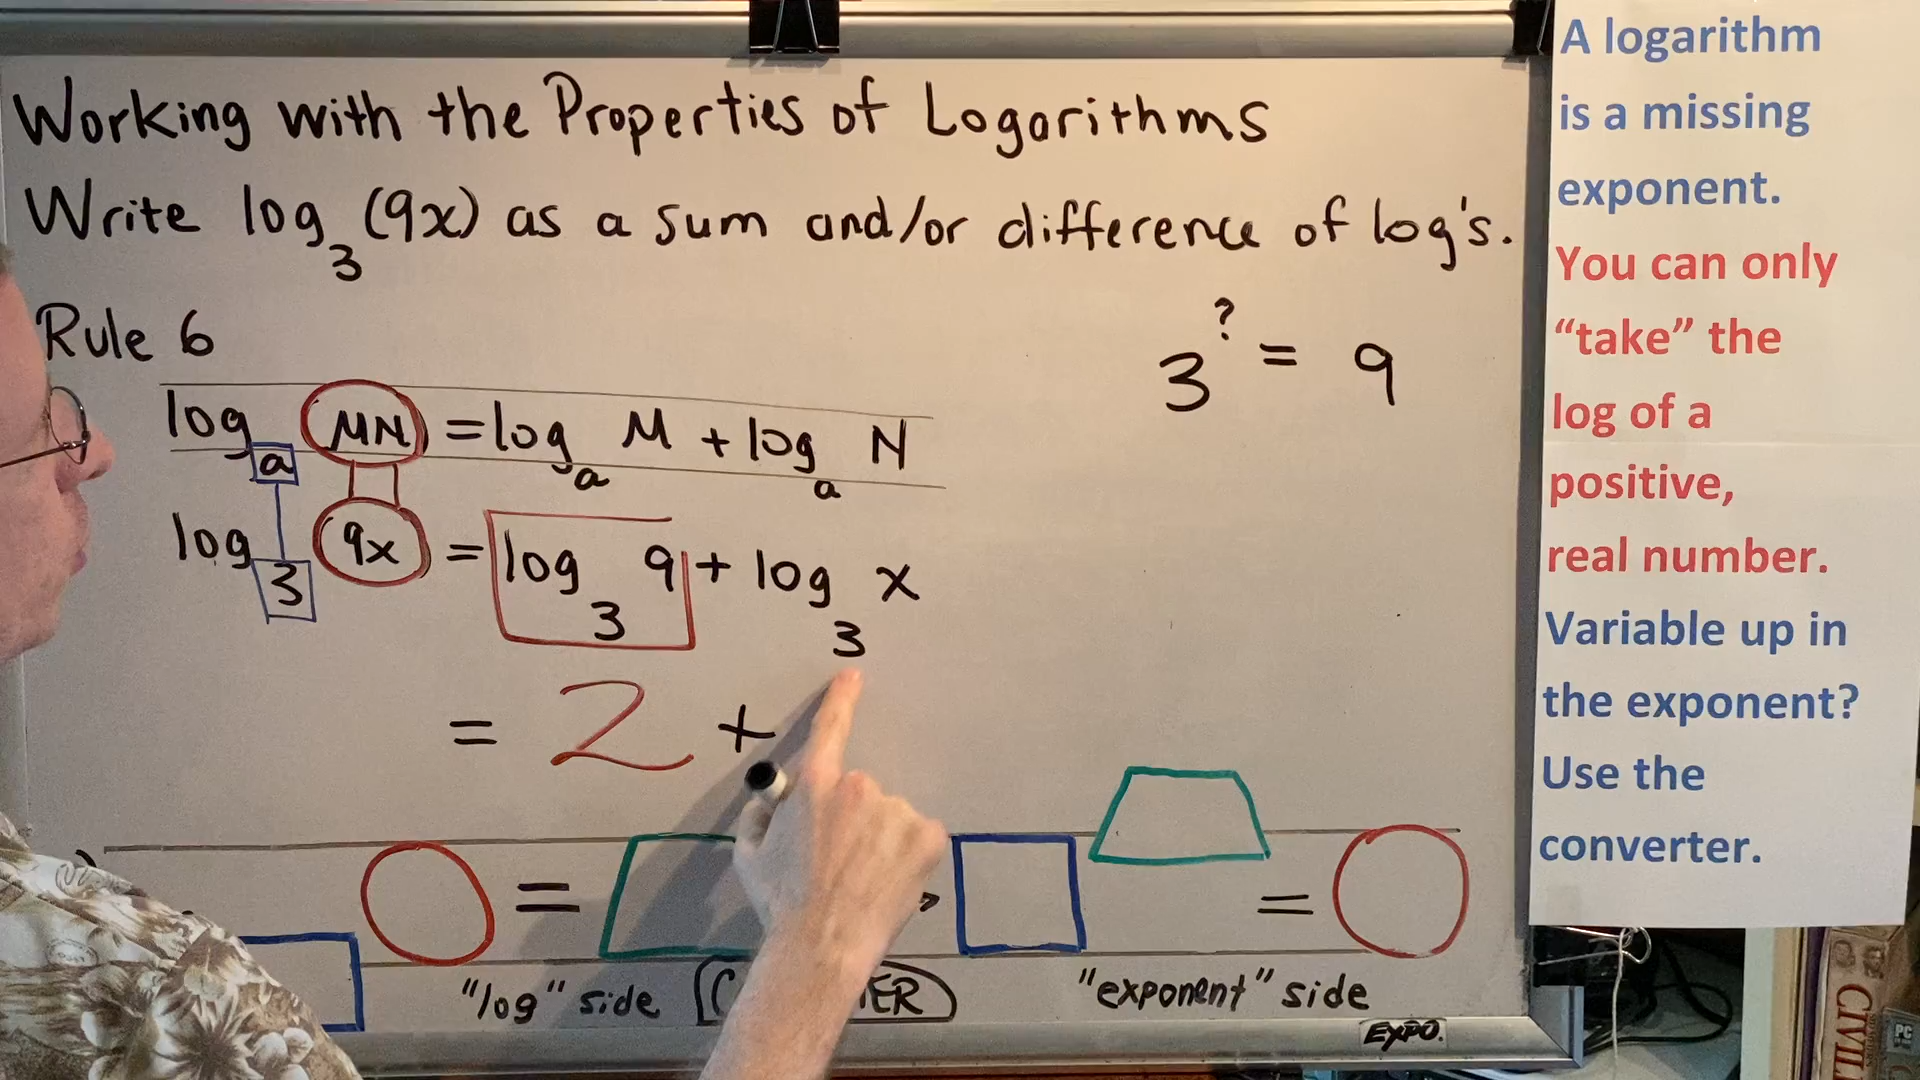 Working with the Properties of Logarithms
Write log₃ (9x) as a sum and/or difference of log's.
Rule 6
logₐ (MN) = logₐ M + logₐ N
log₃ (9x) = log₃ 9 + log₃ x
= 2 +
3^? = 9
=
=
"log" side
"exponent" side
EXPO.
A logarithm
is a missing
exponent.
You can only
“take” the
log of a
positive,
real number.
Variable up in
the exponent?
Use the
converter.
PC